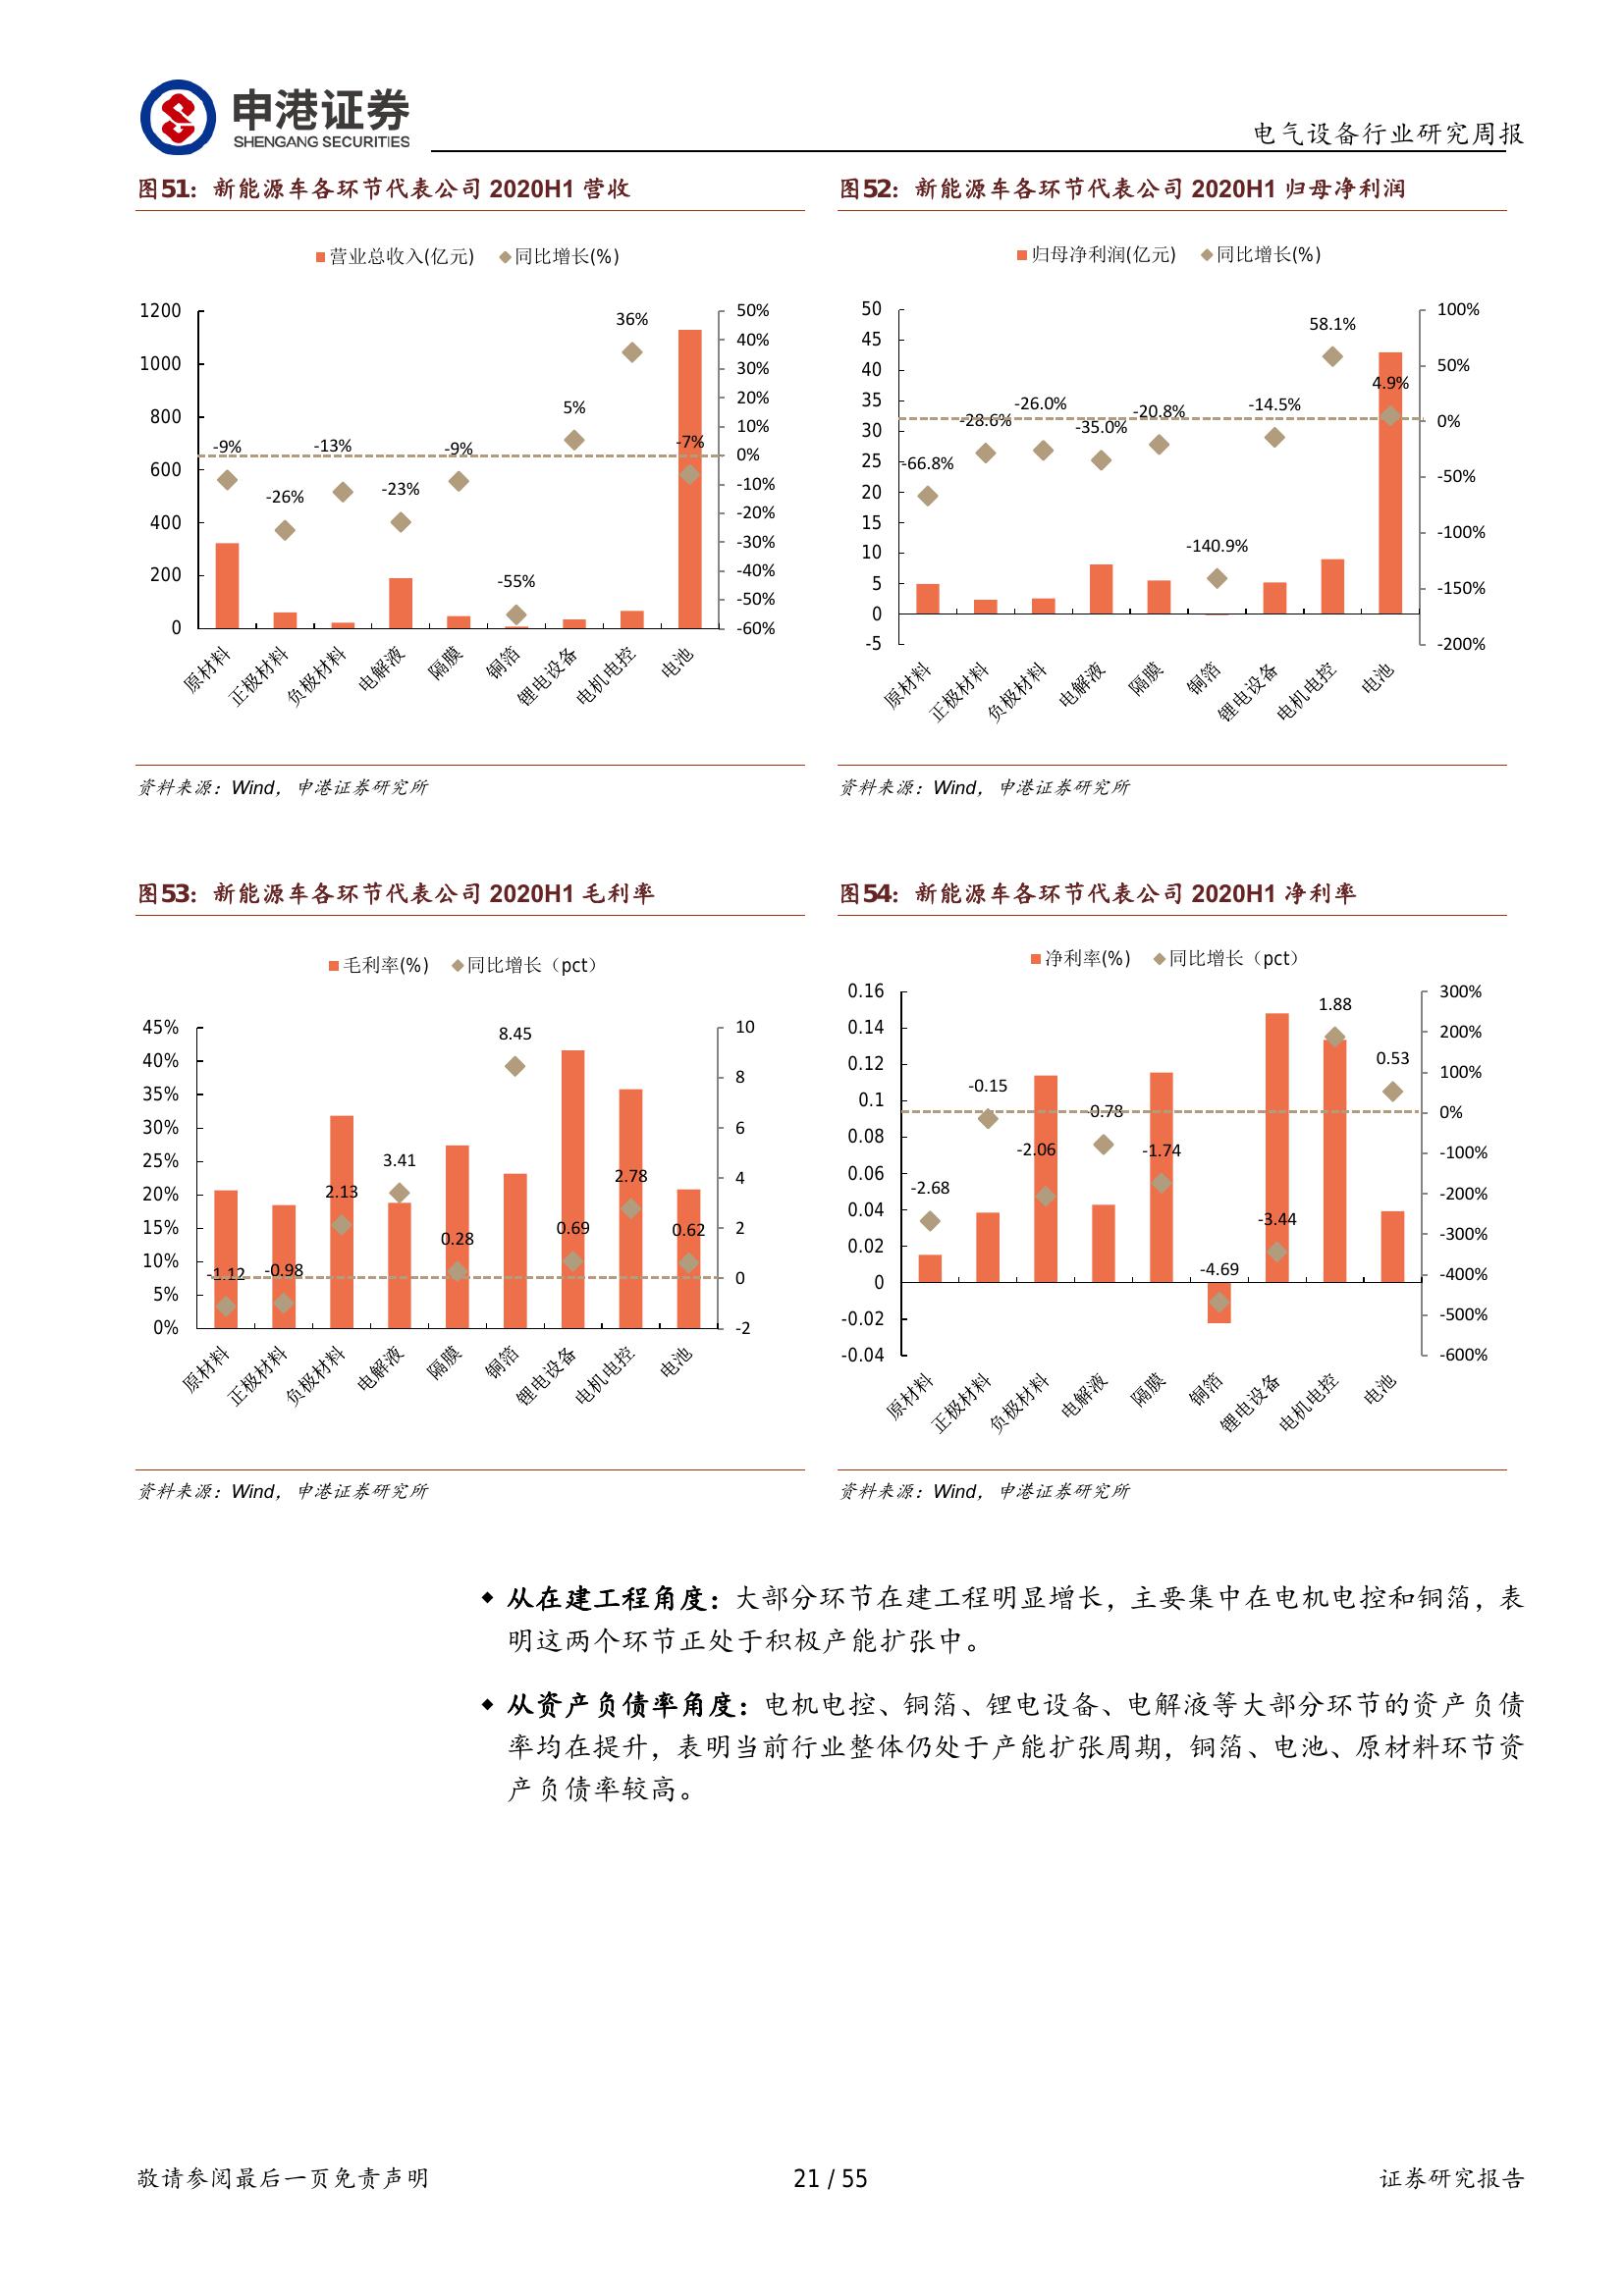 申港证券
SHENGANG SECURITIES
电气设备行业研究周报
图51：新能源车各环节代表公司 2020H1 营收
营业总收入(亿元) 同比增长(%)
1200
1000
800
600
400
200
0
50%
40%
30%
20%
10%
0%
-10%
-20%
-30%
-40%
-50%
-60%
-9%
-26%
-13%
-23%
-9%
-55%
5%
36%
-7%
原材料
正极材料
负极材料
电解液
隔膜
铜箔
锂电设备
电机电控
电池
资料来源：Wind，申港证券研究所
图52：新能源车各环节代表公司 2020H1 归母净利润
归母净利润(亿元) 同比增长(%)
50
45
40
35
30
25
20
15
10
5
0
-5
100%
50%
0%
-50%
-100%
-150%
-200%
-66.8%
-28.6%
-26.0%
-35.0%
-20.8%
-140.9%
-14.5%
58.1%
4.9%
原材料
正极材料
负极材料
电解液
隔膜
铜箔
锂电设备
电机电控
电池
资料来源：Wind，申港证券研究所
图53：新能源车各环节代表公司 2020H1 毛利率
毛利率(%) 同比增长（pct）
45%
40%
35%
30%
25%
20%
15%
10%
5%
0%
10
8
6
4
2
0
-2
-1.12
-0.98
2.13
3.41
0.28
8.45
0.69
2.78
0.62
原材料
正极材料
负极材料
电解液
隔膜
铜箔
锂电设备
电机电控
电池
资料来源：Wind，申港证券研究所
图54：新能源车各环节代表公司 2020H1 净利率
净利率(%) 同比增长（pct）
0.16
0.14
0.12
0.1
0.08
0.06
0.04
0.02
0
-0.02
-0.04
300%
200%
100%
0%
-100%
-200%
-300%
-400%
-500%
-600%
-2.68
-0.15
-2.06
-0.78
-1.74
-4.69
-3.44
1.88
0.53
原材料
正极材料
负极材料
电解液
隔膜
铜箔
锂电设备
电机电控
电池
资料来源：Wind，申港证券研究所
◆ 从在建工程角度：大部分环节在建工程明显增长，主要集中在电机电控和铜箔，表
明这两个环节正处于积极产能扩张中。
◆ 从资产负债率角度：电机电控、铜箔、锂电设备、电解液等大部分环节的资产负债
率均在提升，表明当前行业整体仍处于产能扩张周期，铜箔、电池、原材料环节资
产负债率较高。
敬请参阅最后一页免责声明
21 / 55
证券研究报告